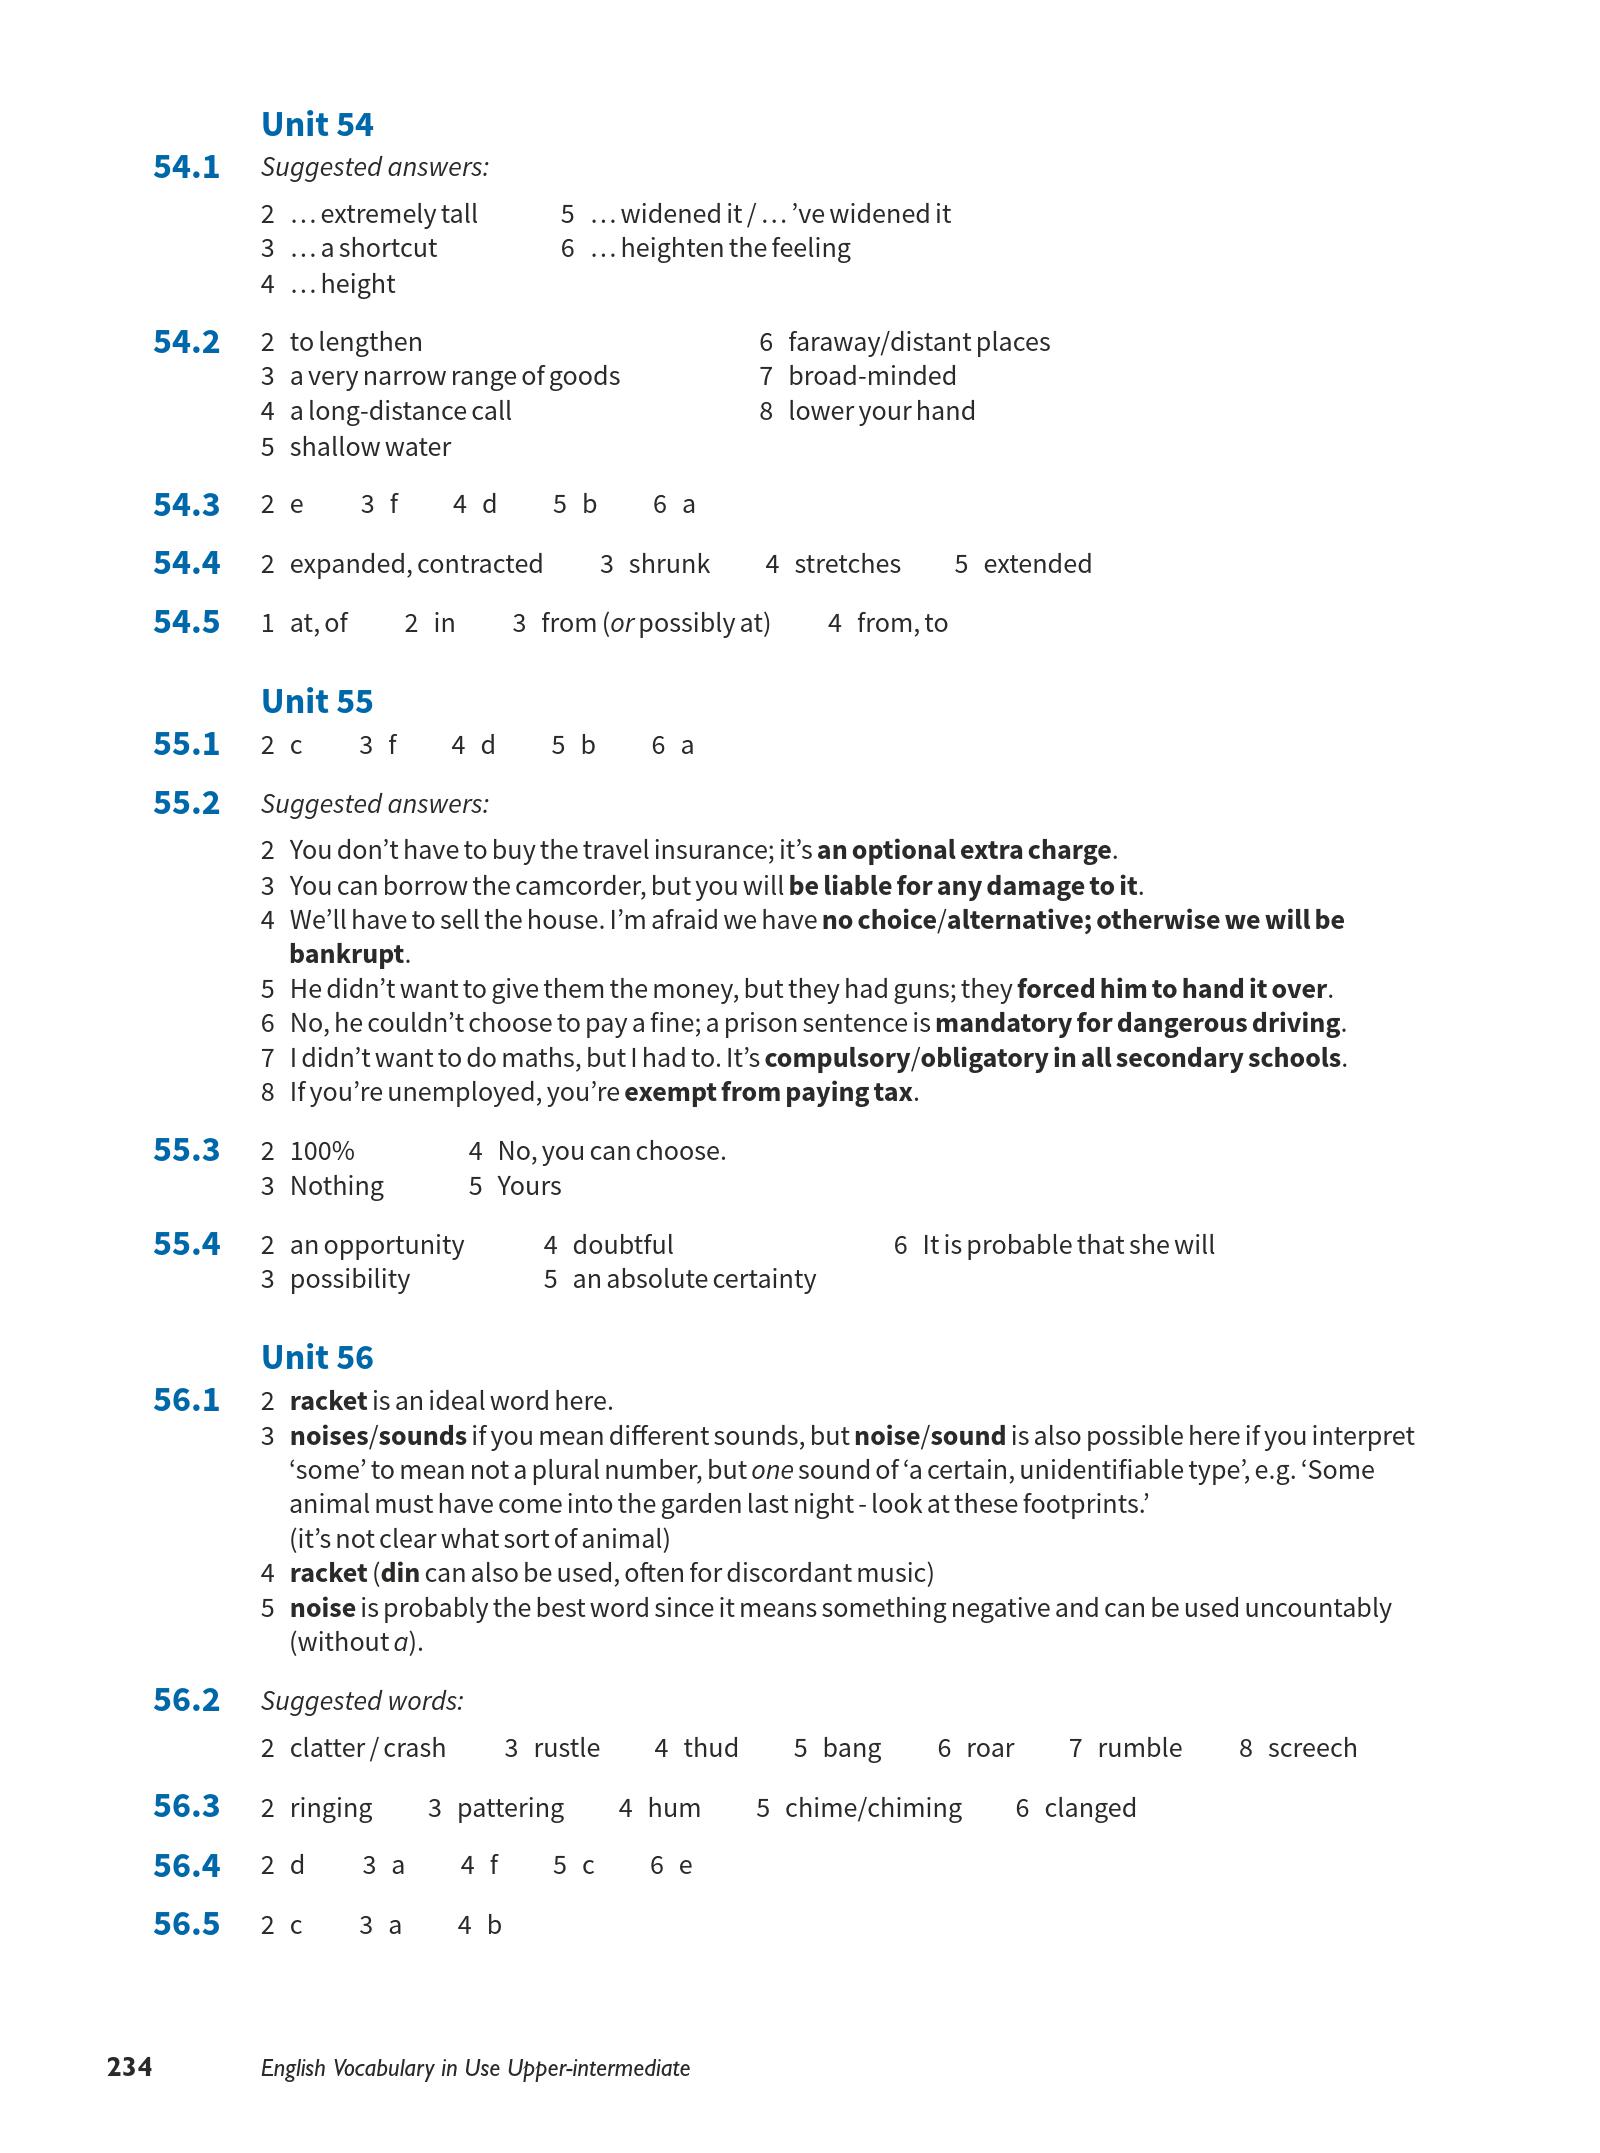 Unit 54
54.1 Suggested answers:
2 … extremely tall 5 … widened it / … ’ve widened it
3 … a shortcut 6 … heighten the feeling
4 … height
54.2 2 to lengthen 6 faraway/distant places
3 a very narrow range of goods 7 broad-minded
4 a long-distance call 8 lower your hand
5 shallow water
54.3 2 e 3 f 4 d 5 b 6 a
54.4 2 expanded, contracted 3 shrunk 4 stretches 5 extended
54.5 1 at, of 2 in 3 from (or possibly at) 4 from, to
Unit 55
55.1 2 c 3 f 4 d 5 b 6 a
55.2 Suggested answers:
2 You don’t have to buy the travel insurance; it’s an optional extra charge.
3 You can borrow the camcorder, but you will be liable for any damage to it.
4 We’ll have to sell the house. I’m afraid we have no choice/alternative; otherwise we will be
bankrupt.
5 He didn’t want to give them the money, but they had guns; they forced him to hand it over.
6 No, he couldn’t choose to pay a fine; a prison sentence is mandatory for dangerous driving.
7 I didn’t want to do maths, but I had to. It’s compulsory/obligatory in all secondary schools.
8 If you’re unemployed, you’re exempt from paying tax.
55.3 2 100% 4 No, you can choose.
3 Nothing 5 Yours
55.4 2 an opportunity 4 doubtful 6 It is probable that she will
3 possibility 5 an absolute certainty
Unit 56
56.1 2 racket is an ideal word here.
3 noises/sounds if you mean different sounds, but noise/sound is also possible here if you interpret
‘some’ to mean not a plural number, but one sound of ‘a certain, unidentifiable type’, e.g. ‘Some
animal must have come into the garden last night - look at these footprints.’
(it’s not clear what sort of animal)
4 racket (din can also be used, often for discordant music)
5 noise is probably the best word since it means something negative and can be used uncountably
(without a).
56.2 Suggested words:
2 clatter / crash 3 rustle 4 thud 5 bang 6 roar 7 rumble 8 screech
56.3 2 ringing 3 pattering 4 hum 5 chime/chiming 6 clanged
56.4 2 d 3 a 4 f 5 c 6 e
56.5 2 c 3 a 4 b
234 English Vocabulary in Use Upper-intermediate